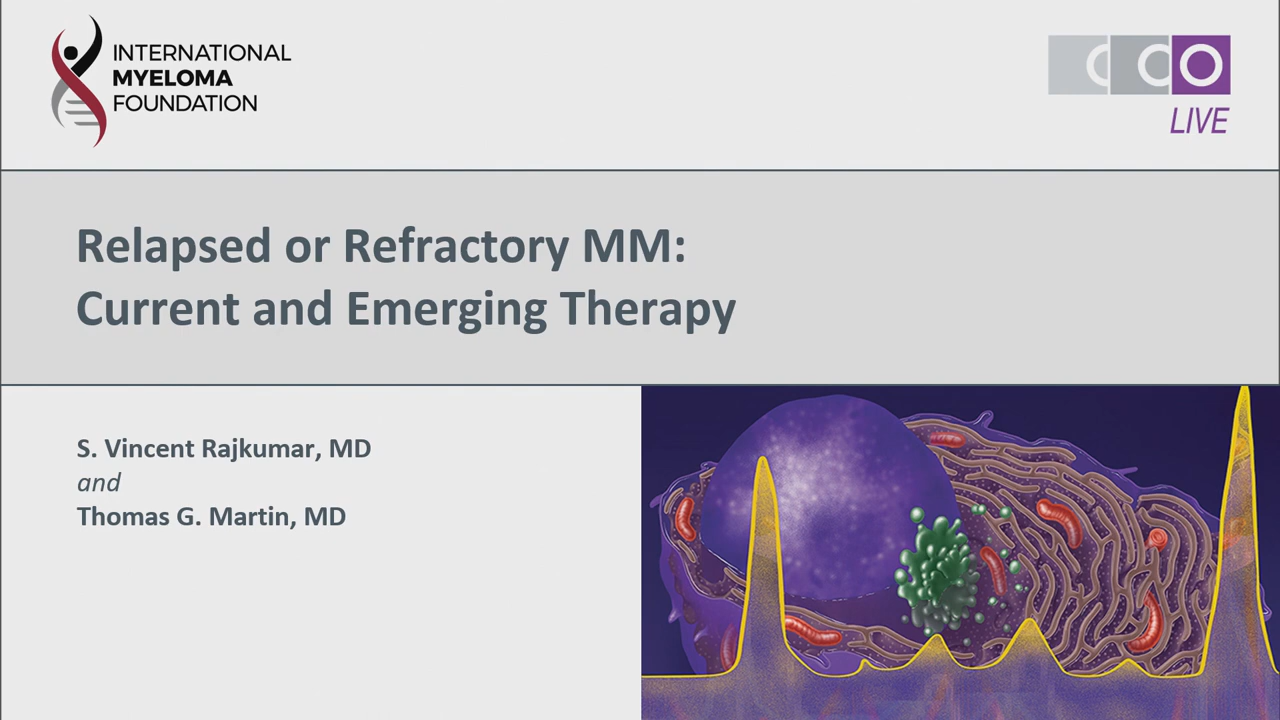 INTERNATIONAL
MYELOMA
FOUNDATION
CCO
LIVE
Relapsed or Refractory MM:
Current and Emerging Therapy
S. Vincent Rajkumar, MD
and
Thomas G. Martin, MD